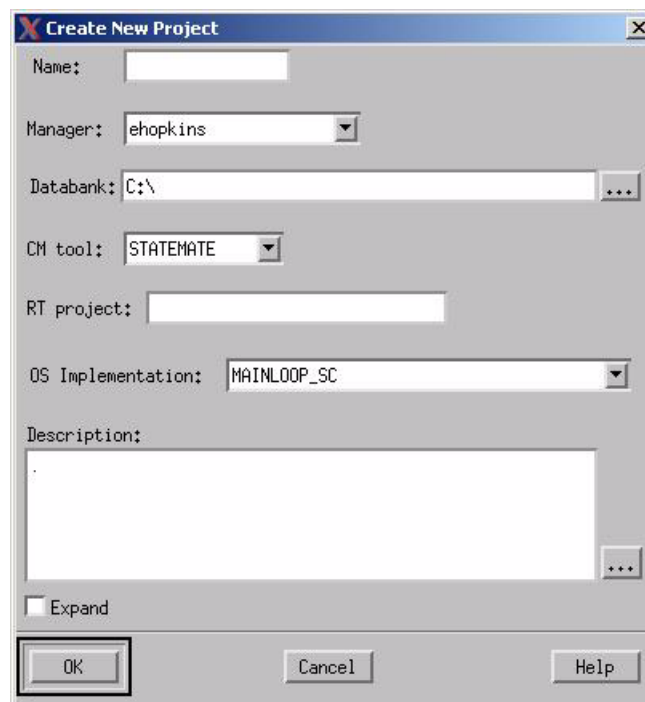 Create New Project
Name:
Manager: ehopkins
Databank: C:\ ...
CM tool: STATEMATE
RT project:
OS Implementation: MAINLOOP_SC
Description:
.
...
Expand
OK Cancel Help